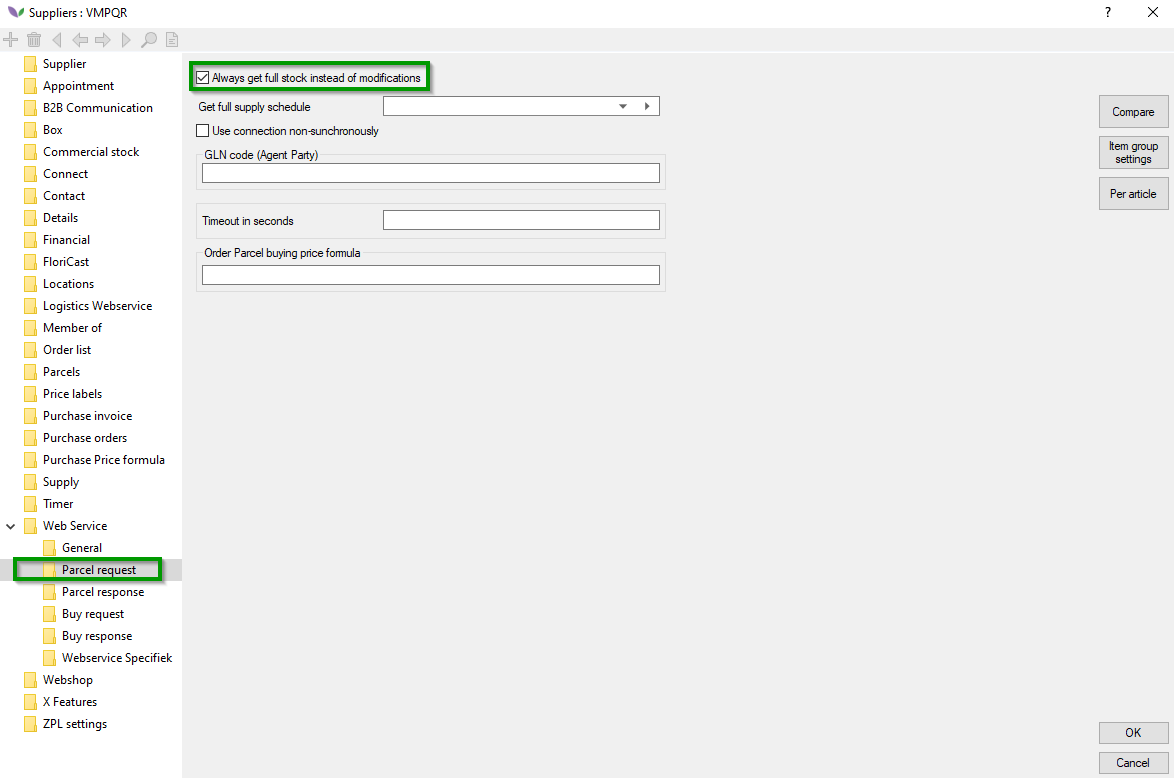 Suppliers : VMPQR
?
Supplier
Appointment
B2B Communication
Box
Commercial stock
Connect
Contact
Details
Financial
FloriCast
Locations
Logistics Webservice
Member of
Order list
Parcels
Price labels
Purchase invoice
Purchase orders
Purchase Price formula
Supply
Timer
Web Service
General
Parcel request
Parcel response
Buy request
Buy response
Webservice Specifiek
Webshop
X Features
ZPL settings
Always get full stock instead of modifications
Get full supply schedule
Use connection non-sunchronously
GLN code (Agent Party)
Timeout in seconds
Order Parcel buying price formula
Compare
Item group
settings
Per article
OK
Cancel